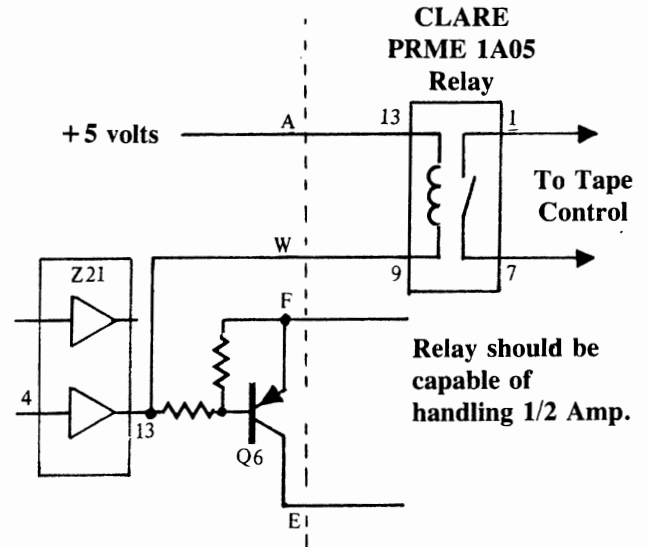 CLARE
PRME 1A05
Relay
+5 volts
A
13
1
To Tape
Control
W
9
7
Z21
F
4
13
Relay should be
capable of
handling 1/2 Amp.
Q6
E